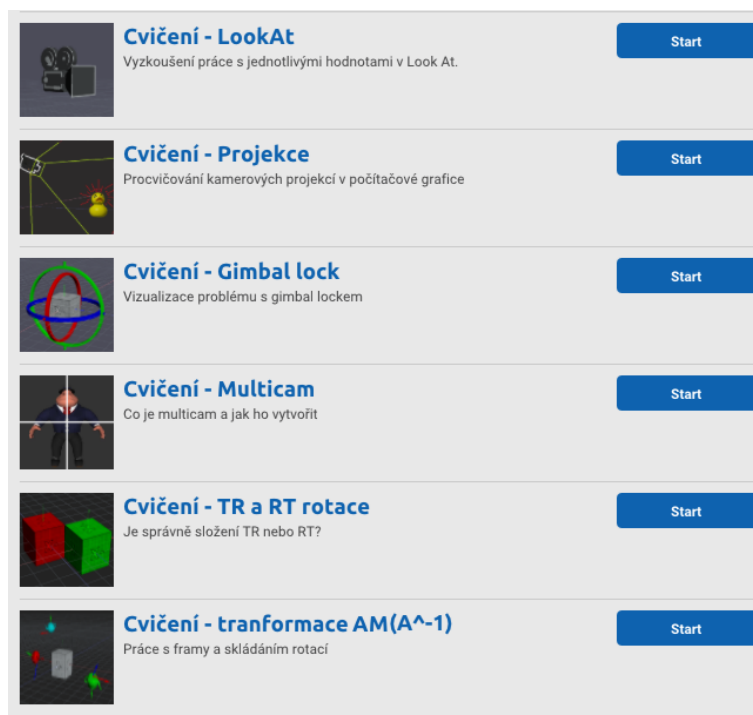 Cvičení - LookAt
Start
Vyzkoušení práce s jednotlivými hodnotami v Look At.
Cvičení - Projekce
Start
Procvičování kamerových projekcí v počítačové grafice
Cvičení - Gimbal lock
Start
Vizualizace problému s gimbal lockem
Cvičení - Multicam
Start
Co je multicam a jak ho vytvořit
Cvičení - TR a RT rotace
Start
Je správně složení TR nebo RT?
Cvičení - tranformace AM(A^-1)
Start
Práce s framy a skládáním rotací